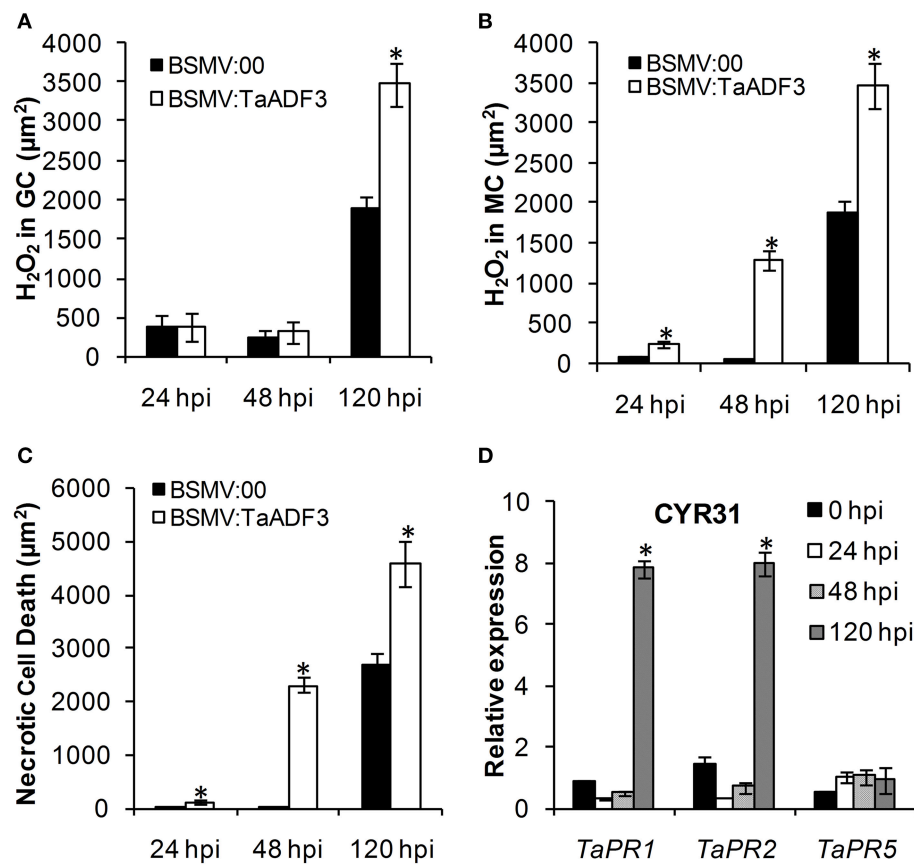 A
4000
3500
3000
2500
2000
1500
1000
500
0
H₂O₂ in GC (µm²)
BSMV:00
BSMV:TaADF3
*
24 hpi 48 hpi 120 hpi
B
4000
3500
3000
2500
2000
1500
1000
500
0
H₂O₂ in MC (µm²)
BSMV:00
BSMV:TaADF3
* * *
24 hpi 48 hpi 120 hpi
C
6000
5000
4000
3000
2000
1000
0
Necrotic Cell Death (µm²)
BSMV:00
BSMV:TaADF3
* * *
24 hpi 48 hpi 120 hpi
D
10
8
6
4
2
0
Relative expression
CYR31
0 hpi
24 hpi
48 hpi
120 hpi
* *
TaPR1 TaPR2 TaPR5